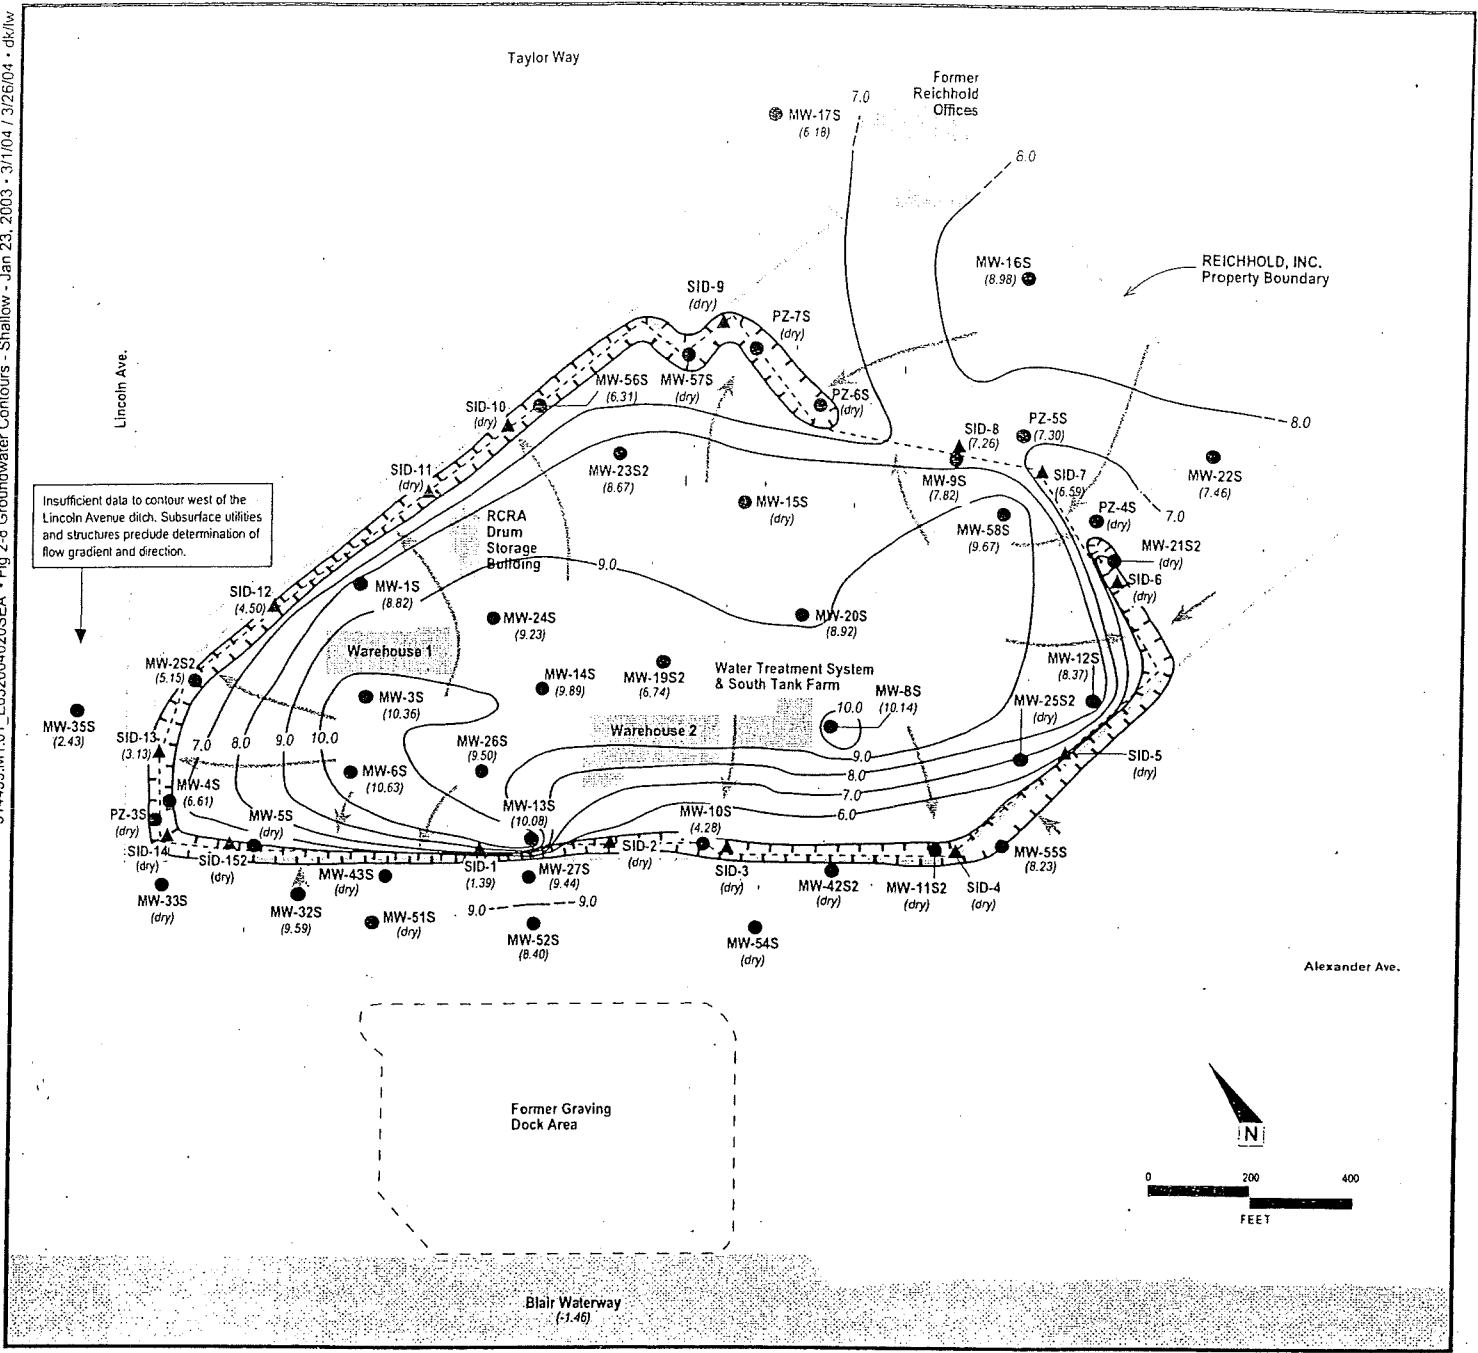 Taylor Way
Former
Reichhold
Offices
7.0
MW-17S
(6.18)
8.0
MW-16S
(8.98)
REICHHOLD, INC.
Property Boundary
SID-9
(dry)
PZ-7S
(dry)
Lincoln Ave.
MW-56S
(6.31)
MW-57S
(dry)
PZ-6S
(dry)
SID-10
(dry)
8.0
SID-8
(7.26)
PZ-5S
(7.30)
SID-11
(dry)
MW-23S2
(8.67)
MW-9S
(7.82)
SID-7
(6.59)
MW-22S
(7.46)
Insufficient data to contour west of the
Lincoln Avenue ditch. Subsurface utilities
and structures preclude determination of
flow gradient and direction.
MW-15S
(dry)
RCRA
Drum
Storage
Building
MW-58S
(9.67)
PZ-4S
(dry)
7.0
MW-21S2
(dry)
9.0
SID-6
(dry)
SID-12
(4.50)
MW-1S
(8.82)
MW-24S
(9.23)
MW-20S
(8.92)
Warehouse 1
MW-2S2
(5.15)
MW-14S
(9.89)
MW-19S2
(6.74)
Water Treatment System
& South Tank Farm
MW-12S
(8.37)
MW-3S
(10.36)
MW-8S
(10.14)
10.0
MW-25S2
(dry)
MW-35S
(2.43)
SID-13
(3.13)
7.0
8.0
9.0
10.0
MW-26S
(9.50)
Warehouse 2
9.0
8.0
7.0
6.0
SID-5
(dry)
MW-6S
(10.63)
MW-4S
(6.61)
PZ-3S
(dry)
MW-5S
(dry)
MW-13S
(10.08)
MW-10S
(4.28)
SID-14
(dry)
SID-152
(dry)
MW-43S
(dry)
SID-1
(1.39)
MW-27S
(9.44)
SID-2
(dry)
SID-3
(dry)
MW-42S2
(dry)
MW-11S2
(dry)
SID-4
(dry)
MW-55S
(8.23)
MW-33S
(dry)
MW-32S
(9.59)
MW-51S
(dry)
9.0
9.0
MW-52S
(8.40)
MW-54S
(dry)
Alexander Ave.
Former Graving
Dock Area
N
0 200 400
FEET
Blair Waterway
(-1.46)
Groundwater Contours - Shallow - Jan 23, 2003 • 3/1/04 / 3/26/04 • dk/lw